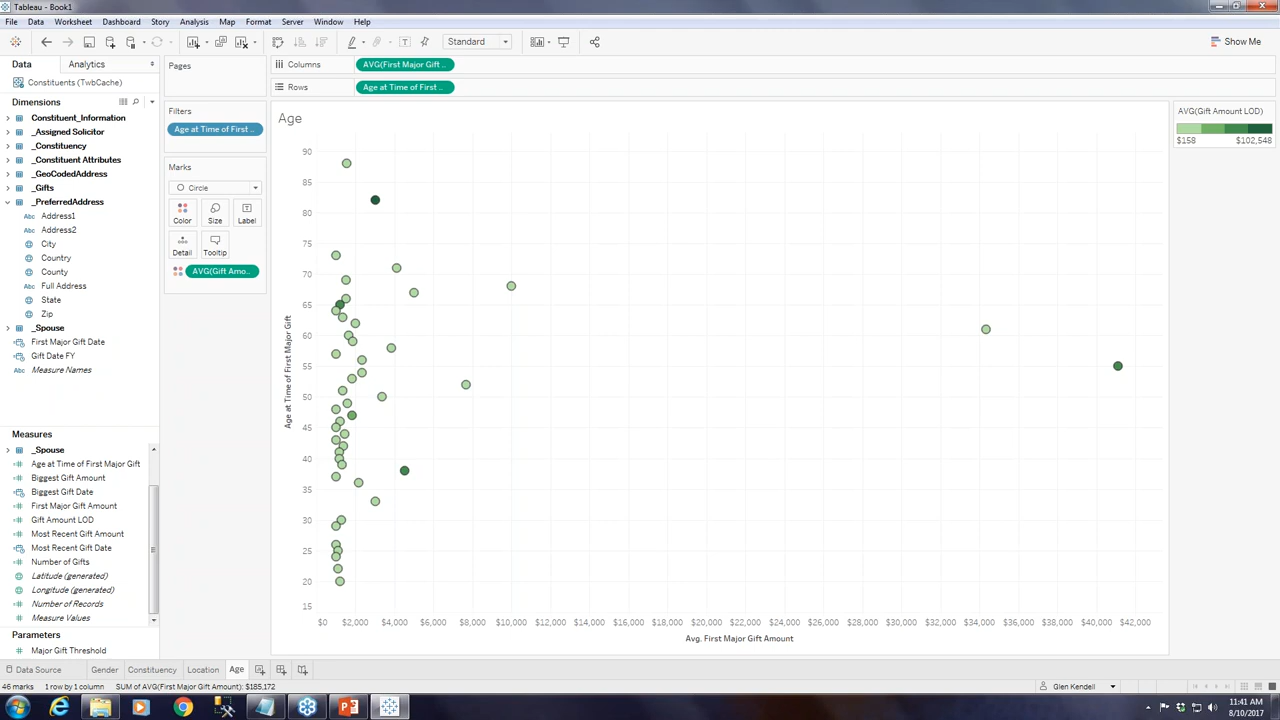 Tableau - Book1
File Data Worksheet Dashboard Story Analysis Map Format Server Window Help
Standard
Show Me
Data Analytics
Constituents (TwbCache)
Dimensions
Constituent_Information
_Assigned Solicitor
_Constituency
_Constituent Attributes
_GeoCodedAddress
_Gifts
_PreferredAddress
Abc Address1
Abc Address2
City
Country
County
Abc Full Address
State
Zip
_Spouse
First Major Gift Date
Gift Date FY
Abc Measure Names
Measures
_Spouse
Age at Time of First Major Gift
Biggest Gift Amount
Biggest Gift Date
First Major Gift Amount
Gift Amount LOD
Most Recent Gift Amount
Most Recent Gift Date
Number of Gifts
Latitude (generated)
Longitude (generated)
Number of Records
Measure Values
Parameters
Major Gift Threshold
Pages
Filters
Age at Time of First ..
Marks
Circle
Color Size Label
Detail Tooltip
AVG(Gift Amo..
Columns AVG(First Major Gift ..
Rows Age at Time of First ..
Age
Age at Time of First Major Gift
90
85
80
75
70
65
60
55
50
45
40
35
30
25
20
15
$0 $2,000 $4,000 $6,000 $8,000 $10,000 $12,000 $14,000 $16,000 $18,000 $20,000 $22,000 $24,000 $26,000 $28,000 $30,000 $32,000 $34,000 $36,000 $38,000 $40,000 $42,000
Avg. First Major Gift Amount
AVG(Gift Amount LOD)
$158 $102,548
Data Source Gender Constituency Location Age
46 marks 1 row by 1 column SUM of AVG(First Major Gift Amount): $185,172
Glen Kendell
11:41 AM
8/10/2017